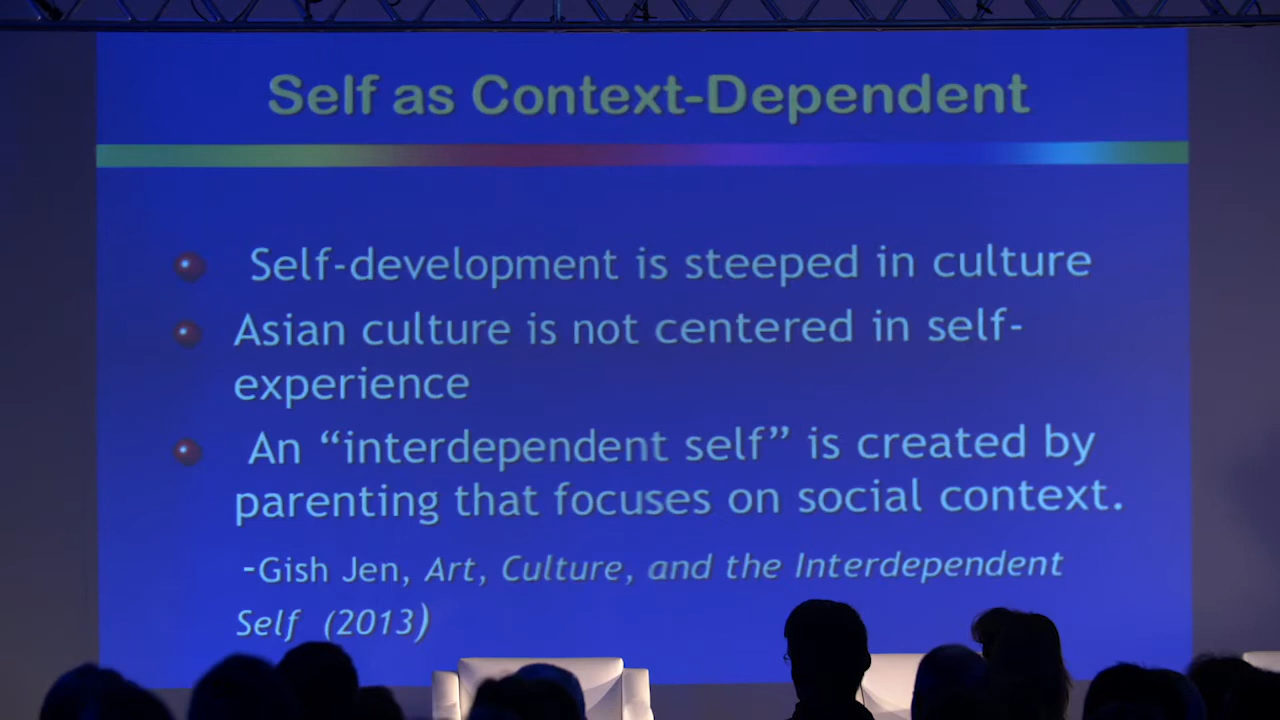 Self as Context-Dependent
Self-development is steeped in culture
Asian culture is not centered in self-
experience
An “interdependent self” is created by
parenting that focuses on social context.
-Gish Jen, Art, Culture, and the Interdependent
Self (2013)